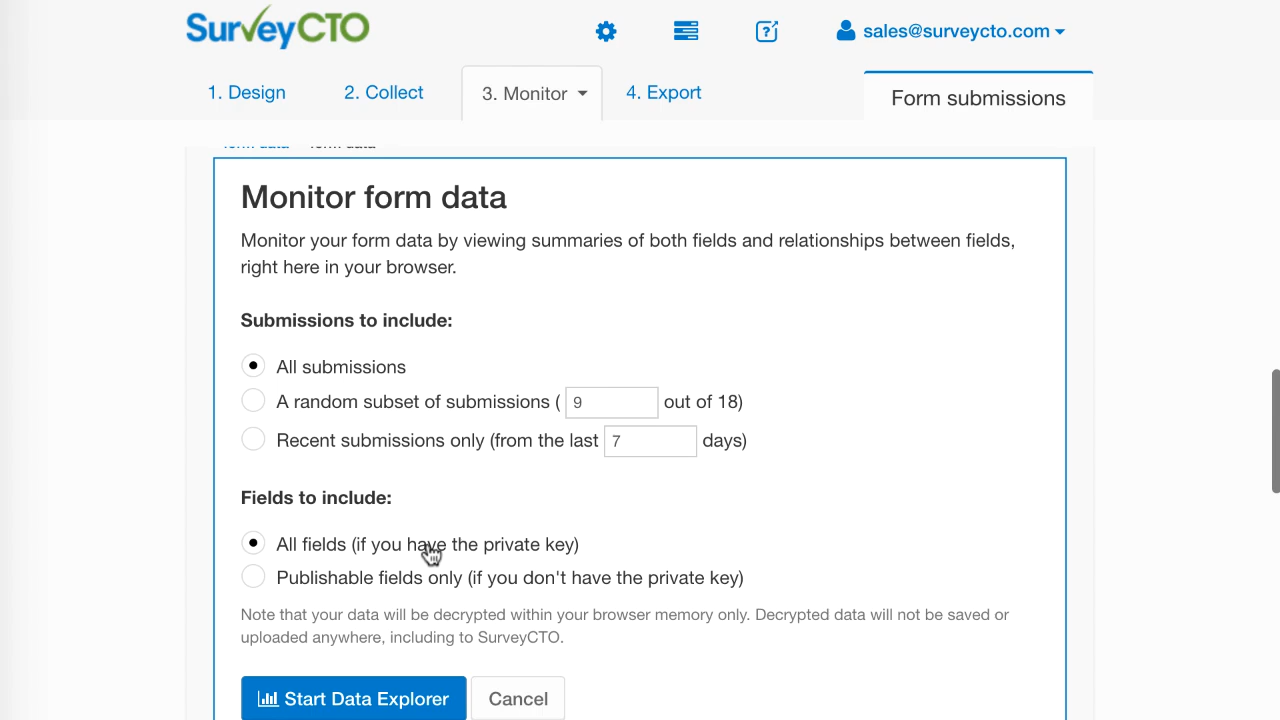 SurveyCTO
sales@surveycto.com
1. Design
2. Collect
3. Monitor
4. Export
Form submissions
Monitor form data
Monitor your form data by viewing summaries of both fields and relationships between fields,
right here in your browser.
Submissions to include:
All submissions
A random subset of submissions ( 9 out of 18)
Recent submissions only (from the last 7 days)
Fields to include:
All fields (if you have the private key)
Publishable fields only (if you don't have the private key)
Note that your data will be decrypted within your browser memory only. Decrypted data will not be saved or
uploaded anywhere, including to SurveyCTO.
Start Data Explorer
Cancel